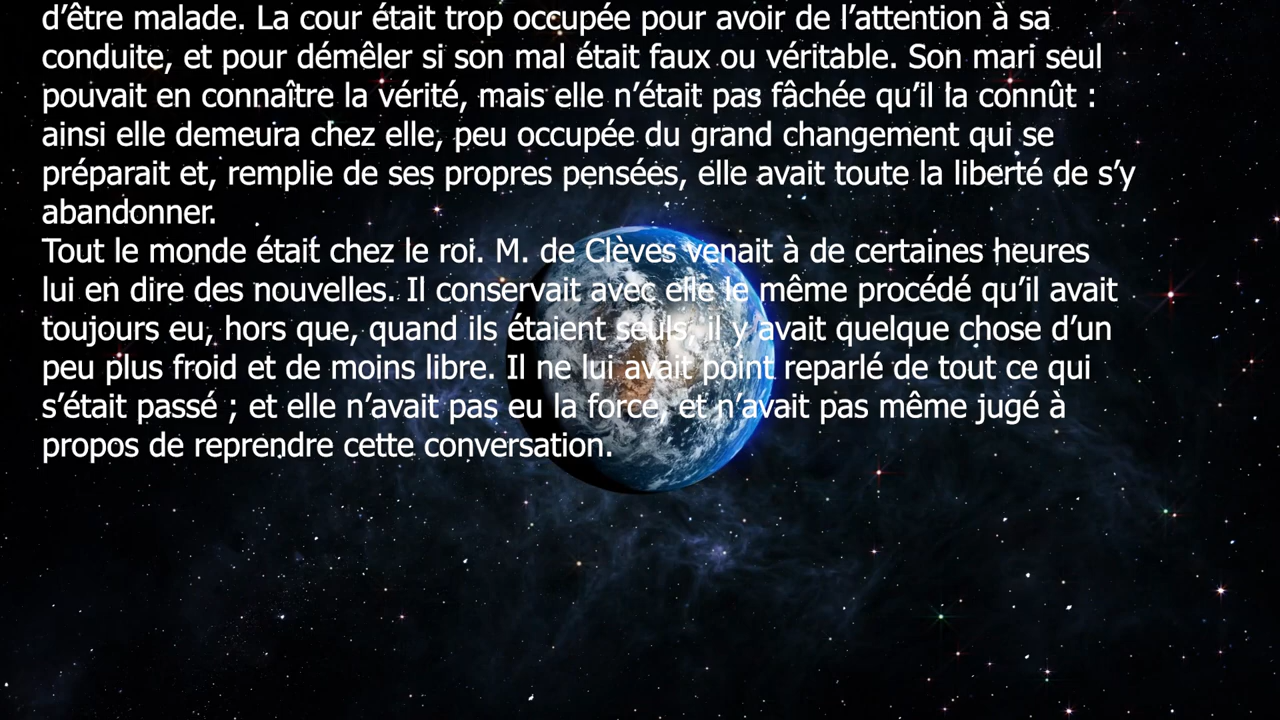 d’être malade. La cour était trop occupée pour avoir de l’attention à sa
conduite, et pour démêler si son mal était faux ou véritable. Son mari seul
pouvait en connaître la vérité, mais elle n’était pas fâchée qu’il la connût :
ainsi elle demeura chez elle, peu occupée du grand changement qui se
préparait et, remplie de ses propres pensées, elle avait toute la liberté de s’y
abandonner.
Tout le monde était chez le roi. M. de Clèves venait à de certaines heures
lui en dire des nouvelles. Il conservait avec elle le même procédé qu’il avait
toujours eu, hors que, quand ils étaient seuls, il y avait quelque chose d’un
peu plus froid et de moins libre. Il ne lui avait point reparlé de tout ce qui
s’était passé ; et elle n’avait pas eu la force, et n’avait pas même jugé à
propos de reprendre cette conversation.